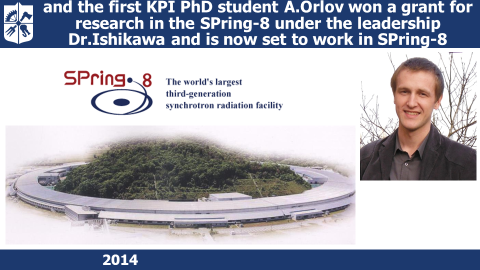 and the first KPI PhD student A.Orlov won a grant for
research in the SPring-8 under the leadership
Dr.Ishikawa and is now set to work in SPring-8
SPring-8
The world's largest
third-generation
synchrotron radiation facility
2014